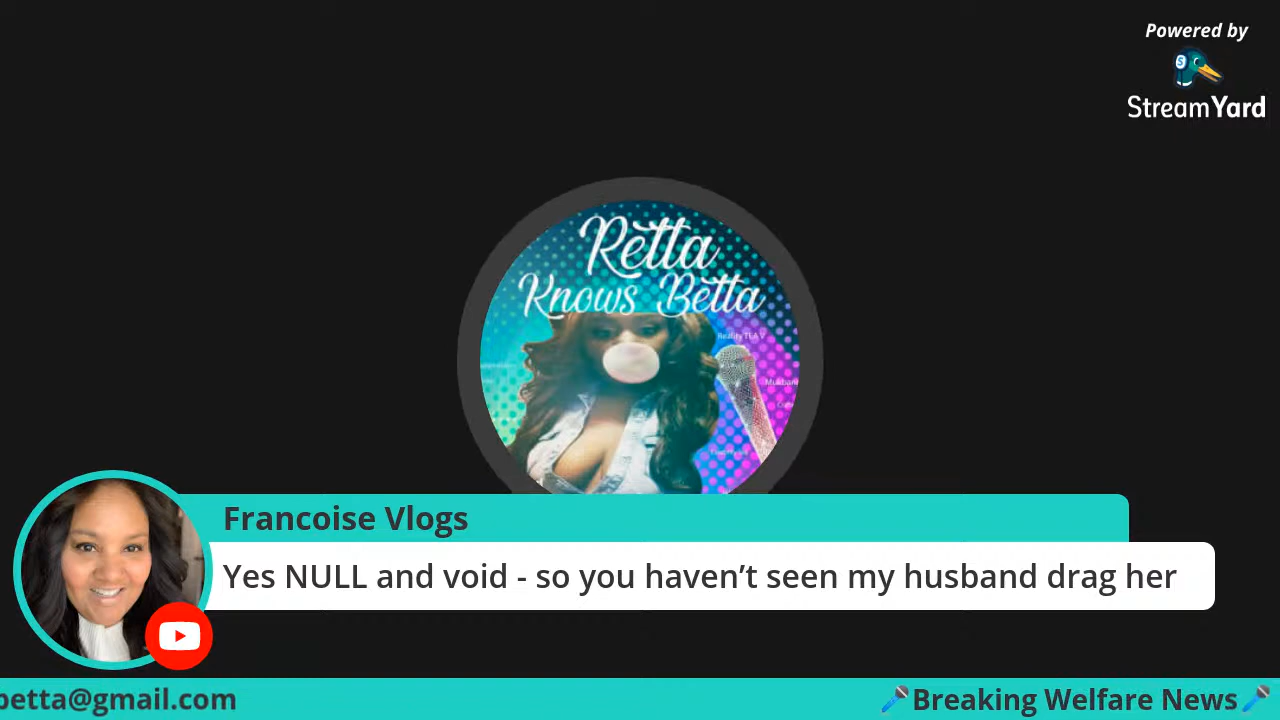 Powered by
StreamYard
Retta
Knows Betta
Francoise Vlogs
Yes NULL and void - so you haven’t seen my husband drag her
betta@gmail.com
🎤Breaking Welfare News🎤